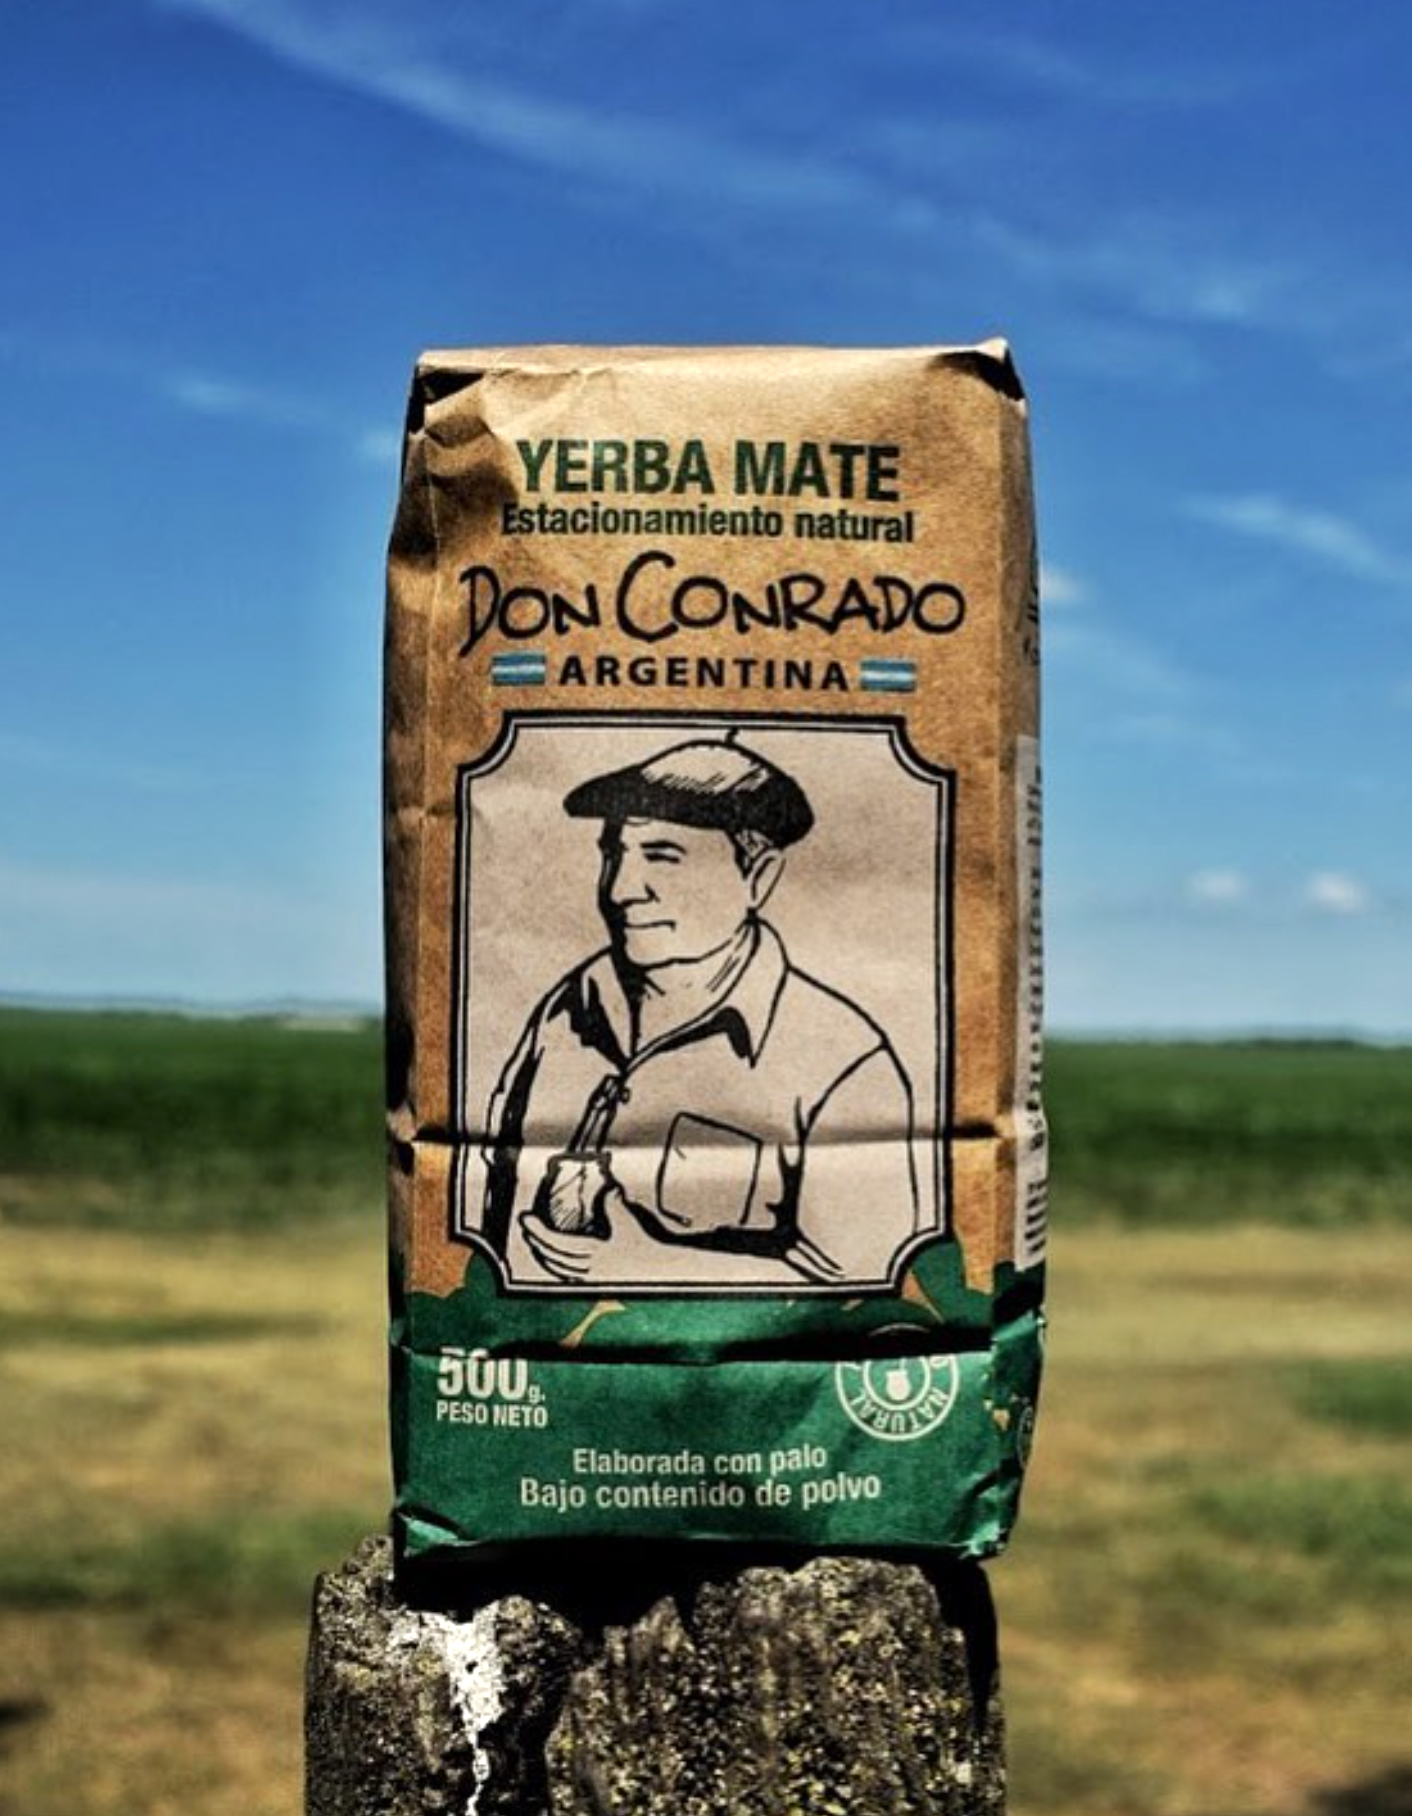 YERBA MATE
Estacionamiento natural
DON CONRADO
ARGENTINA
500g.
PESO NETO
NATURAL
Elaborada con palo
Bajo contenido de polvo